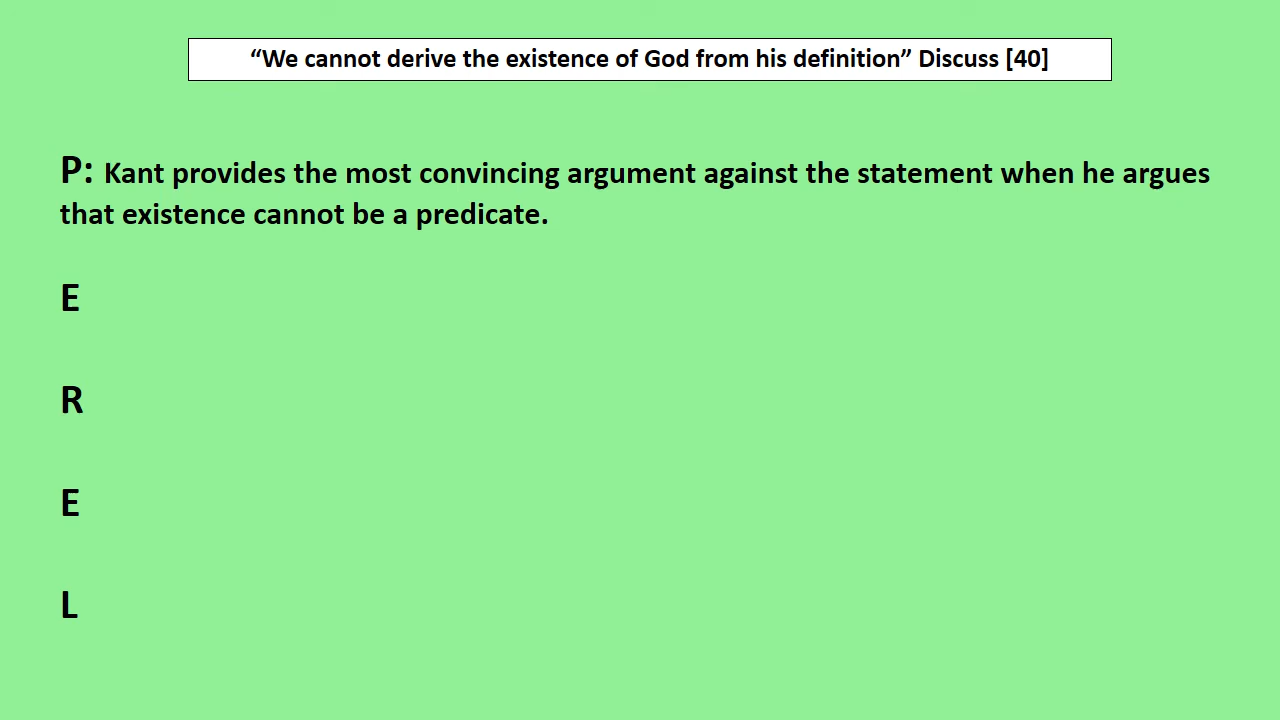 “We cannot derive the existence of God from his definition” Discuss [40]
P: Kant provides the most convincing argument against the statement when he argues
that existence cannot be a predicate.
E
R
E
L